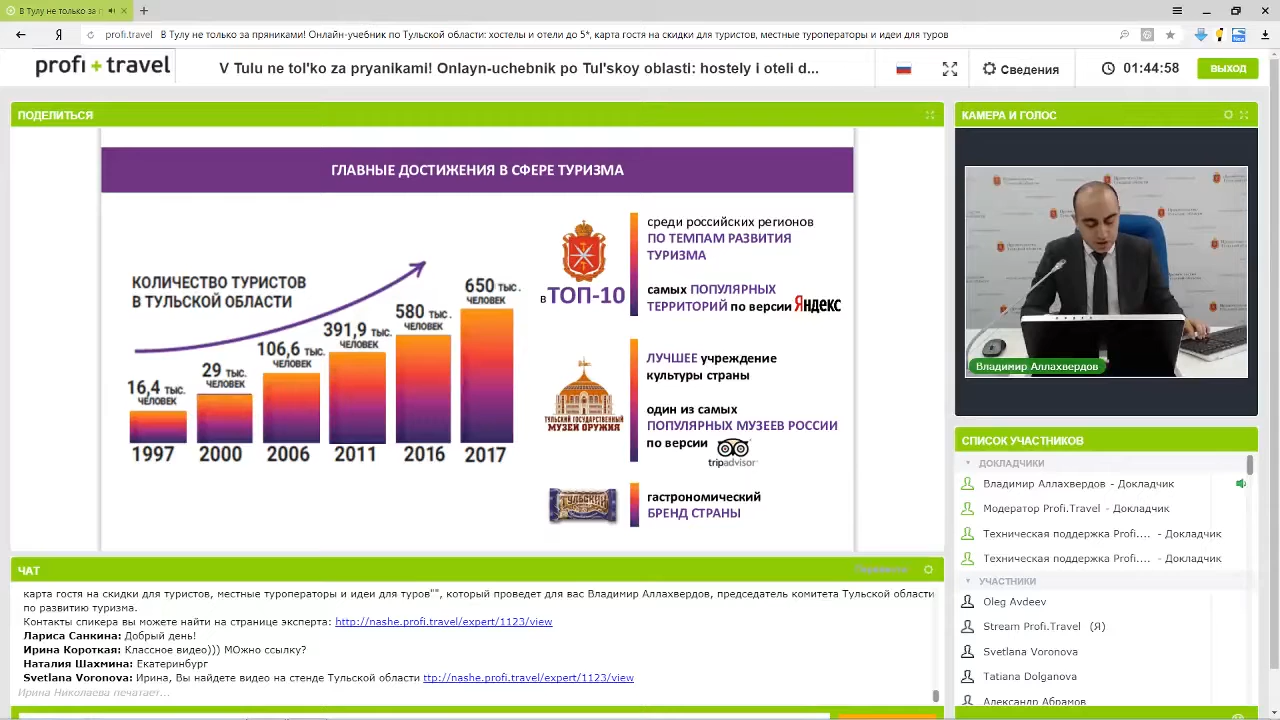 В Тулу не только за п
profi.travel В Тулу не только за пряниками! Онлайн-учебник по Тульской области: хостелы и отели до 5*, карта гостя на скидки для туристов, местные туроператоры и идеи для туров
profi travel
V Tulu ne tol'ko za pryanikami! Onlayn-uchebnik po Tul'skoy oblasti: hostely i oteli d...
Сведения
01:44:58
ВЫХОД
ПОДЕЛИТЬСЯ
ГЛАВНЫЕ ДОСТИЖЕНИЯ В СФЕРЕ ТУРИЗМА
КОЛИЧЕСТВО ТУРИСТОВ
В ТУЛЬСКОЙ ОБЛАСТИ
16,4 тыс.
ЧЕЛОВЕК
29 тыс.
ЧЕЛОВЕК
106,6 тыс.
ЧЕЛОВЕК
391,9 тыс.
ЧЕЛОВЕК
580 тыс.
ЧЕЛОВЕК
650 тыс.
ЧЕЛОВЕК
1997
2000
2006
2011
2016
2017
в ТОП-10
среди российских регионов
ПО ТЕМПАМ РАЗВИТИЯ
ТУРИЗМА
самых ПОПУЛЯРНЫХ
ТЕРРИТОРИЙ по версии Яндекс
ТУЛЬСКИЙ ГОСУДАРСТВЕННЫЙ
МУЗЕЙ ОРУЖИЯ
ЛУЧШЕЕ учреждение
культуры страны
один из самых
ПОПУЛЯРНЫХ МУЗЕЕВ РОССИИ
по версии
tripadvisor
ТУЛЬСКИЙ
гастрономический
БРЕНД СТРАНЫ
КАМЕРА И ГОЛОС
Владимир Аллахвердов
СПИСОК УЧАСТНИКОВ
ДОКЛАДЧИКИ
Владимир Аллахвердов - Докладчик
Модератор Profi.Travel - Докладчик
Техническая поддержка Profi.... - Докладчик
Техническая поддержка Profi.... - Докладчик
УЧАСТНИКИ
Oleg Avdeev
Stream Profi.Travel (Я)
Svetlana Voronova
Tatiana Dolganova
Александр Абрамов
ЧАТ
карта гостя на скидки для туристов, местные туроператоры и идеи для туров"", который проведет для вас Владимир Аллахвердов, председатель комитета Тульской области
по развитию туризма.
Контакты спикера вы можете найти на странице эксперта: http://nashe.profi.travel/expert/1123/view
Лариса Санкина: Добрый день!
Ирина Короткая: Классное видео))) МОжно ссылку?
Наталия Шахмина: Екатеринбург
Svetlana Voronova: Ирина, Вы найдете видео на стенде Тульской области ttp://nashe.profi.travel/expert/1123/view
Ирина Николаева печатает...